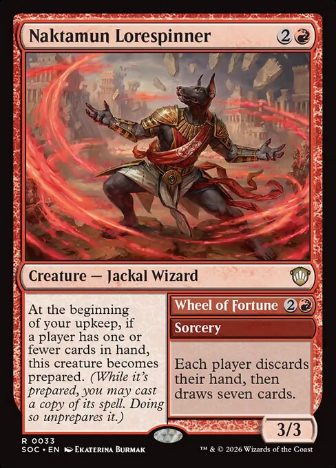 Naktamun Lorespinner 2
Creature — Jackal Wizard
At the beginning
of your upkeep, if
a player has one or
fewer cards in hand,
this creature becomes
prepared. (While it's
prepared, you may cast
a copy of its spell. Doing
so unprepares it.)
Wheel of Fortune 2
Sorcery
Each player discards
their hand, then
draws seven cards.
3/3
R 0033
SOC • EN EKATERINA BURMAK
™ & © 2026 Wizards of the Coast